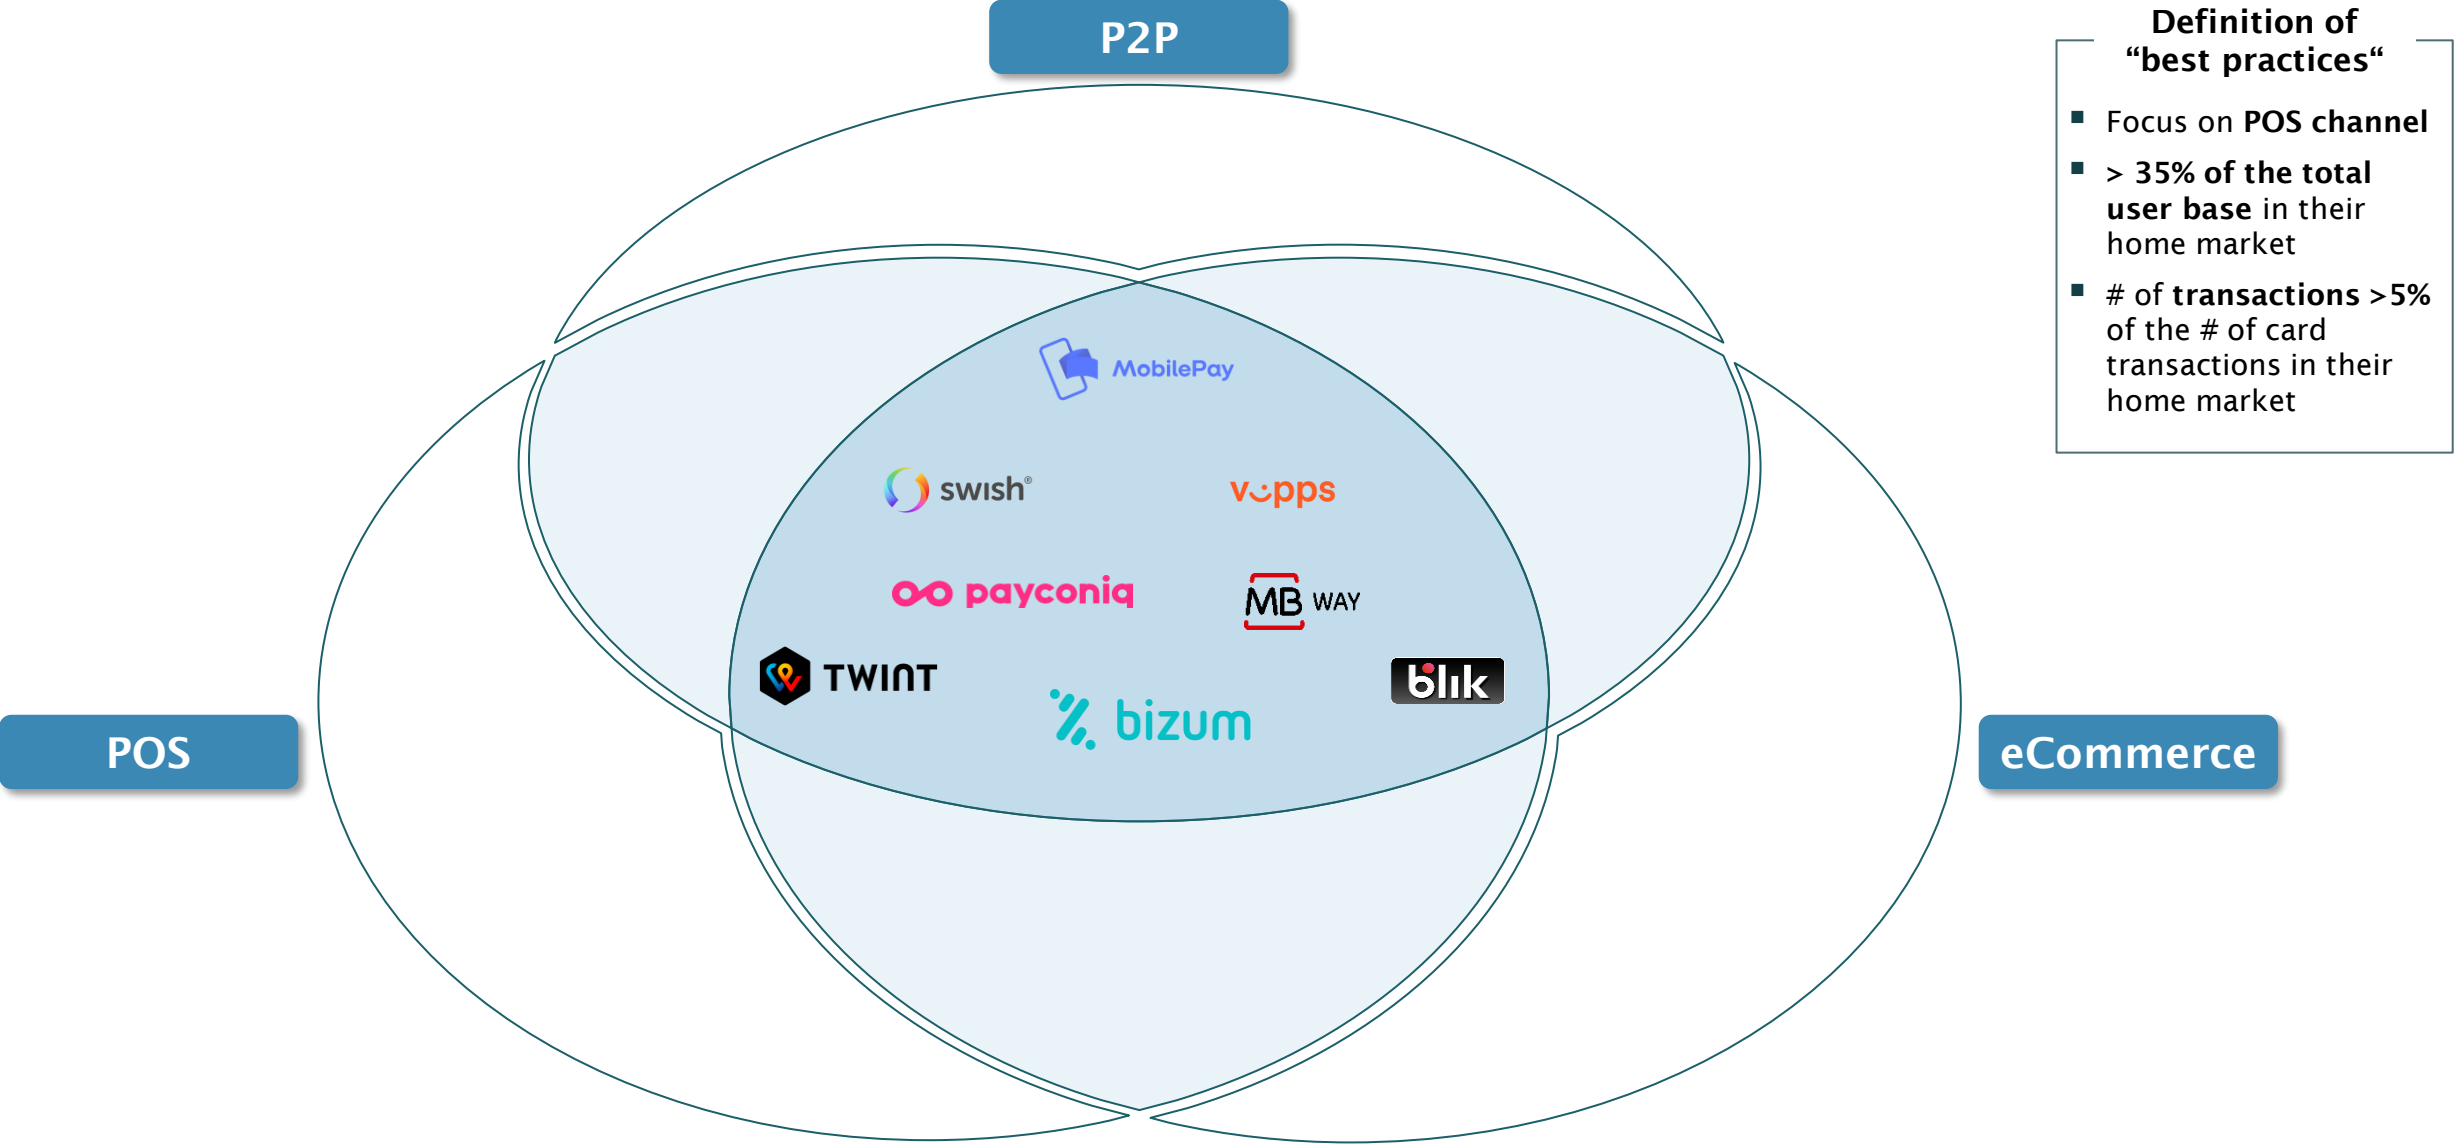 P2P
Definition of
“best practices“
▪ Focus on POS channel
▪ > 35% of the total
user base in their
home market
▪ # of transactions >5%
of the # of card
transactions in their
home market
MobilePay
swish®
vipps
payconiq
MB WAY
TWINT
blik
bizum
POS
eCommerce